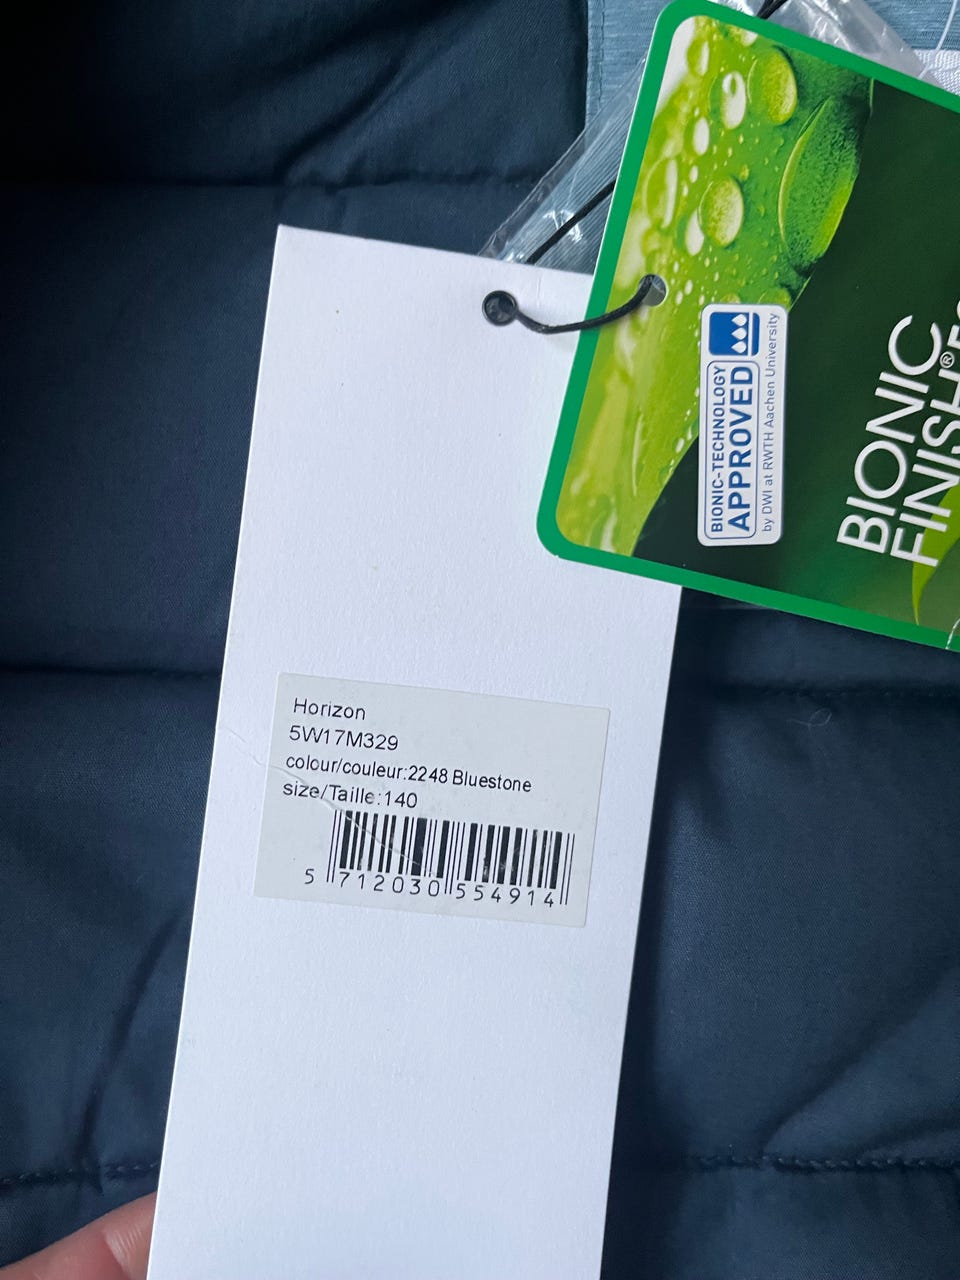 BIONIC-TECHNOLOGY
APPROVED
by DWI at RWTH Aachen University
BIONIC
FINISH®
Horizon
5W17M329
colour/couleur:2248 Bluestone
size/Taille:140
5 712030 554914